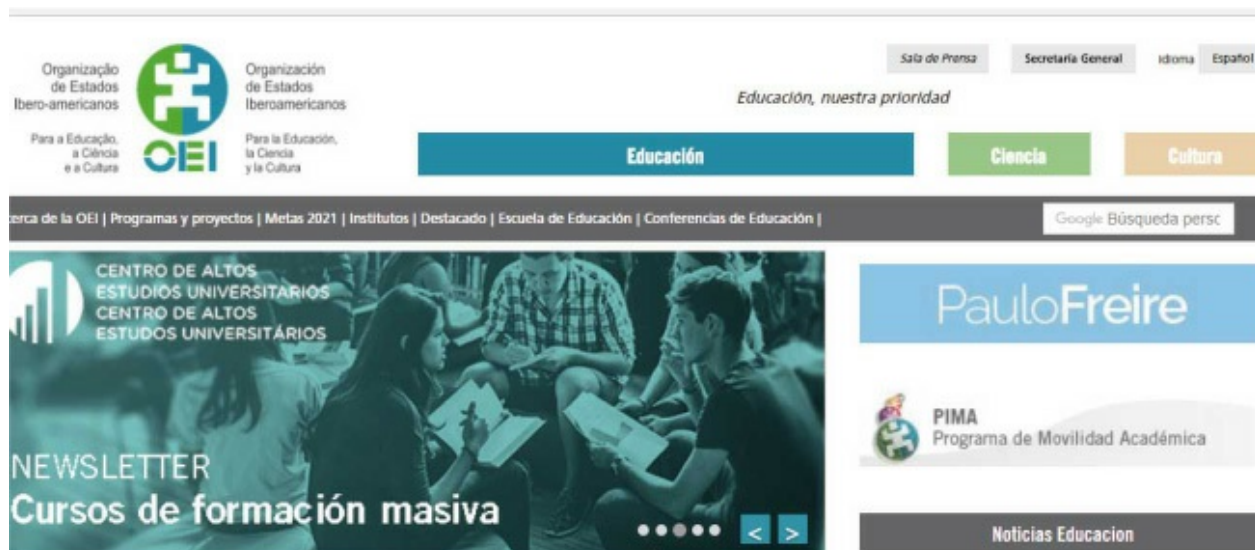 Organização
de Estados
Ibero-americanos
Para a Educação,
a Ciência
e a Cultura
OEI
Organización
de Estados
Iberoamericanos
Para la Educación,
la Ciencia
y la Cultura
Sala de Prensa
Secretaría General
Idioma
Español
Educación, nuestra prioridad
Educación
Ciencia
Cultura
cerca de la OEI | Programas y proyectos | Metas 2021 | Institutos | Destacado | Escuela de Educación | Conferencias de Educación |
Google Búsqueda persc
CENTRO DE ALTOS
ESTUDIOS UNIVERSITARIOS
CENTRO DE ALTOS
ESTUDOS UNIVERSITÁRIOS
NEWSLETTER
Cursos de formación masiva
< >
PauloFreire
PIMA
Programa de Movilidad Académica
Noticias Educacion